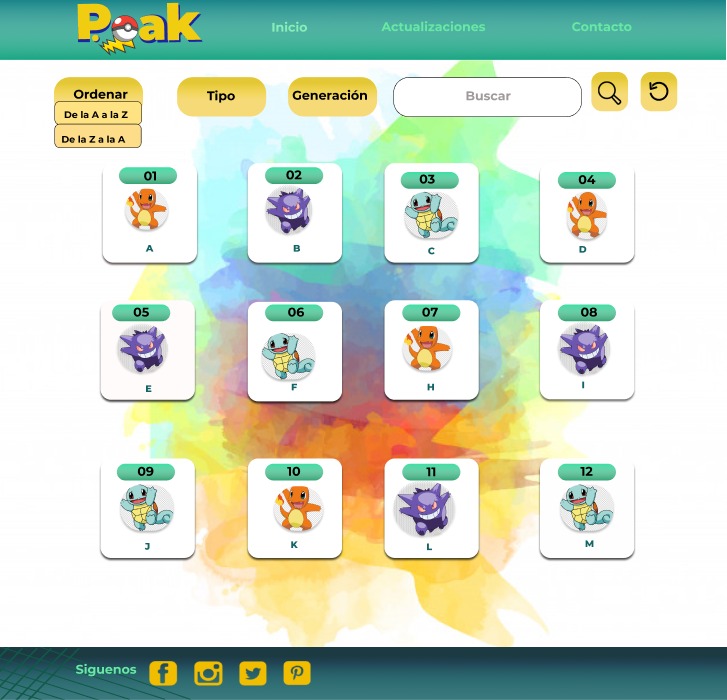 Poak
Inicio
Actualizaciones
Contacto
Ordenar
De la A a la Z
De la Z a la A
Tipo
Generación
Buscar
01
A
02
B
03
C
04
D
05
E
06
F
07
H
08
I
09
J
10
K
11
L
12
M
Siguenos